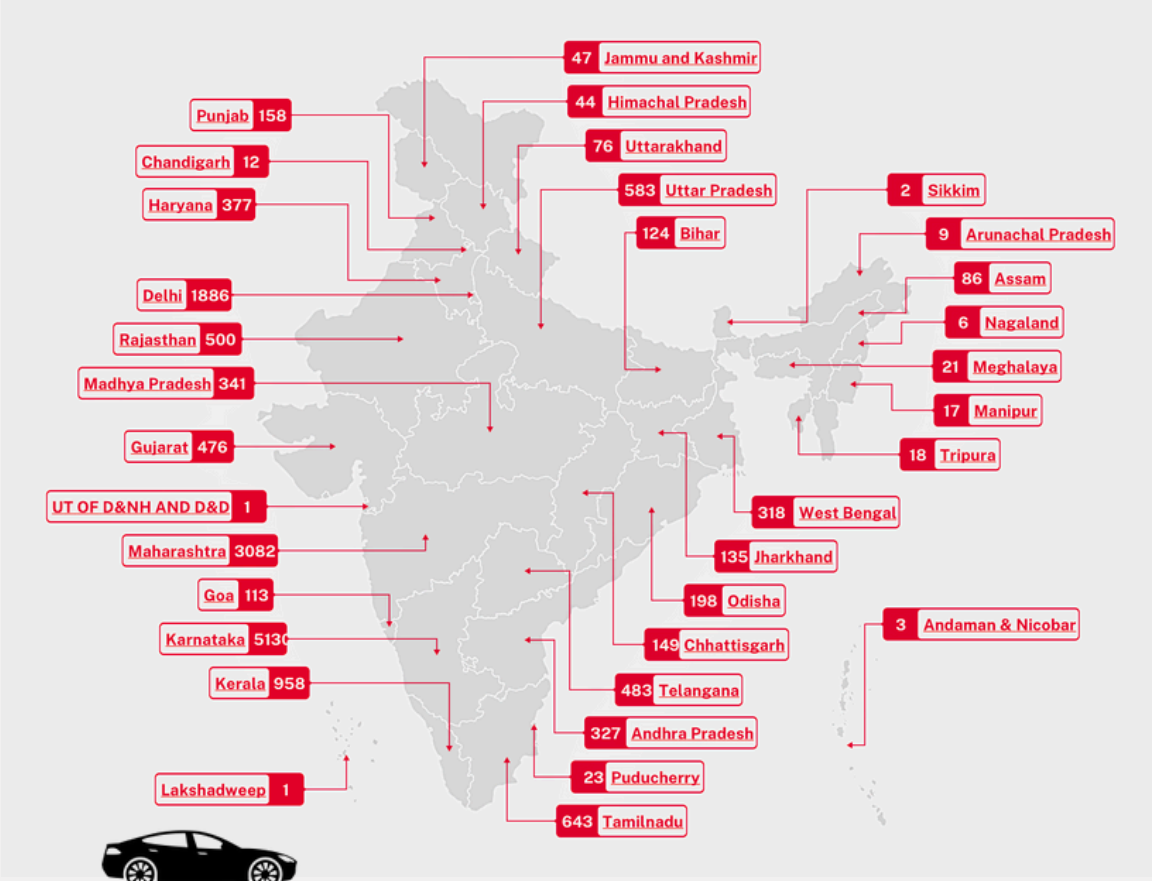 47 Jammu and Kashmir
44 Himachal Pradesh
Punjab 158
76 Uttarakhand
Chandigarh 12
583 Uttar Pradesh
2 Sikkim
Haryana 377
124 Bihar
9 Arunachal Pradesh
86 Assam
Delhi 1886
6 Nagaland
Rajasthan 500
21 Meghalaya
Madhya Pradesh 341
17 Manipur
Gujarat 476
18 Tripura
UT OF D&NH AND D&D 1
318 West Bengal
Maharashtra 3082
135 Jharkhand
Goa 113
198 Odisha
3 Andaman & Nicobar
Karnataka 5130
149 Chhattisgarh
Kerala 958
483 Telangana
327 Andhra Pradesh
23 Puducherry
Lakshadweep 1
643 Tamilnadu